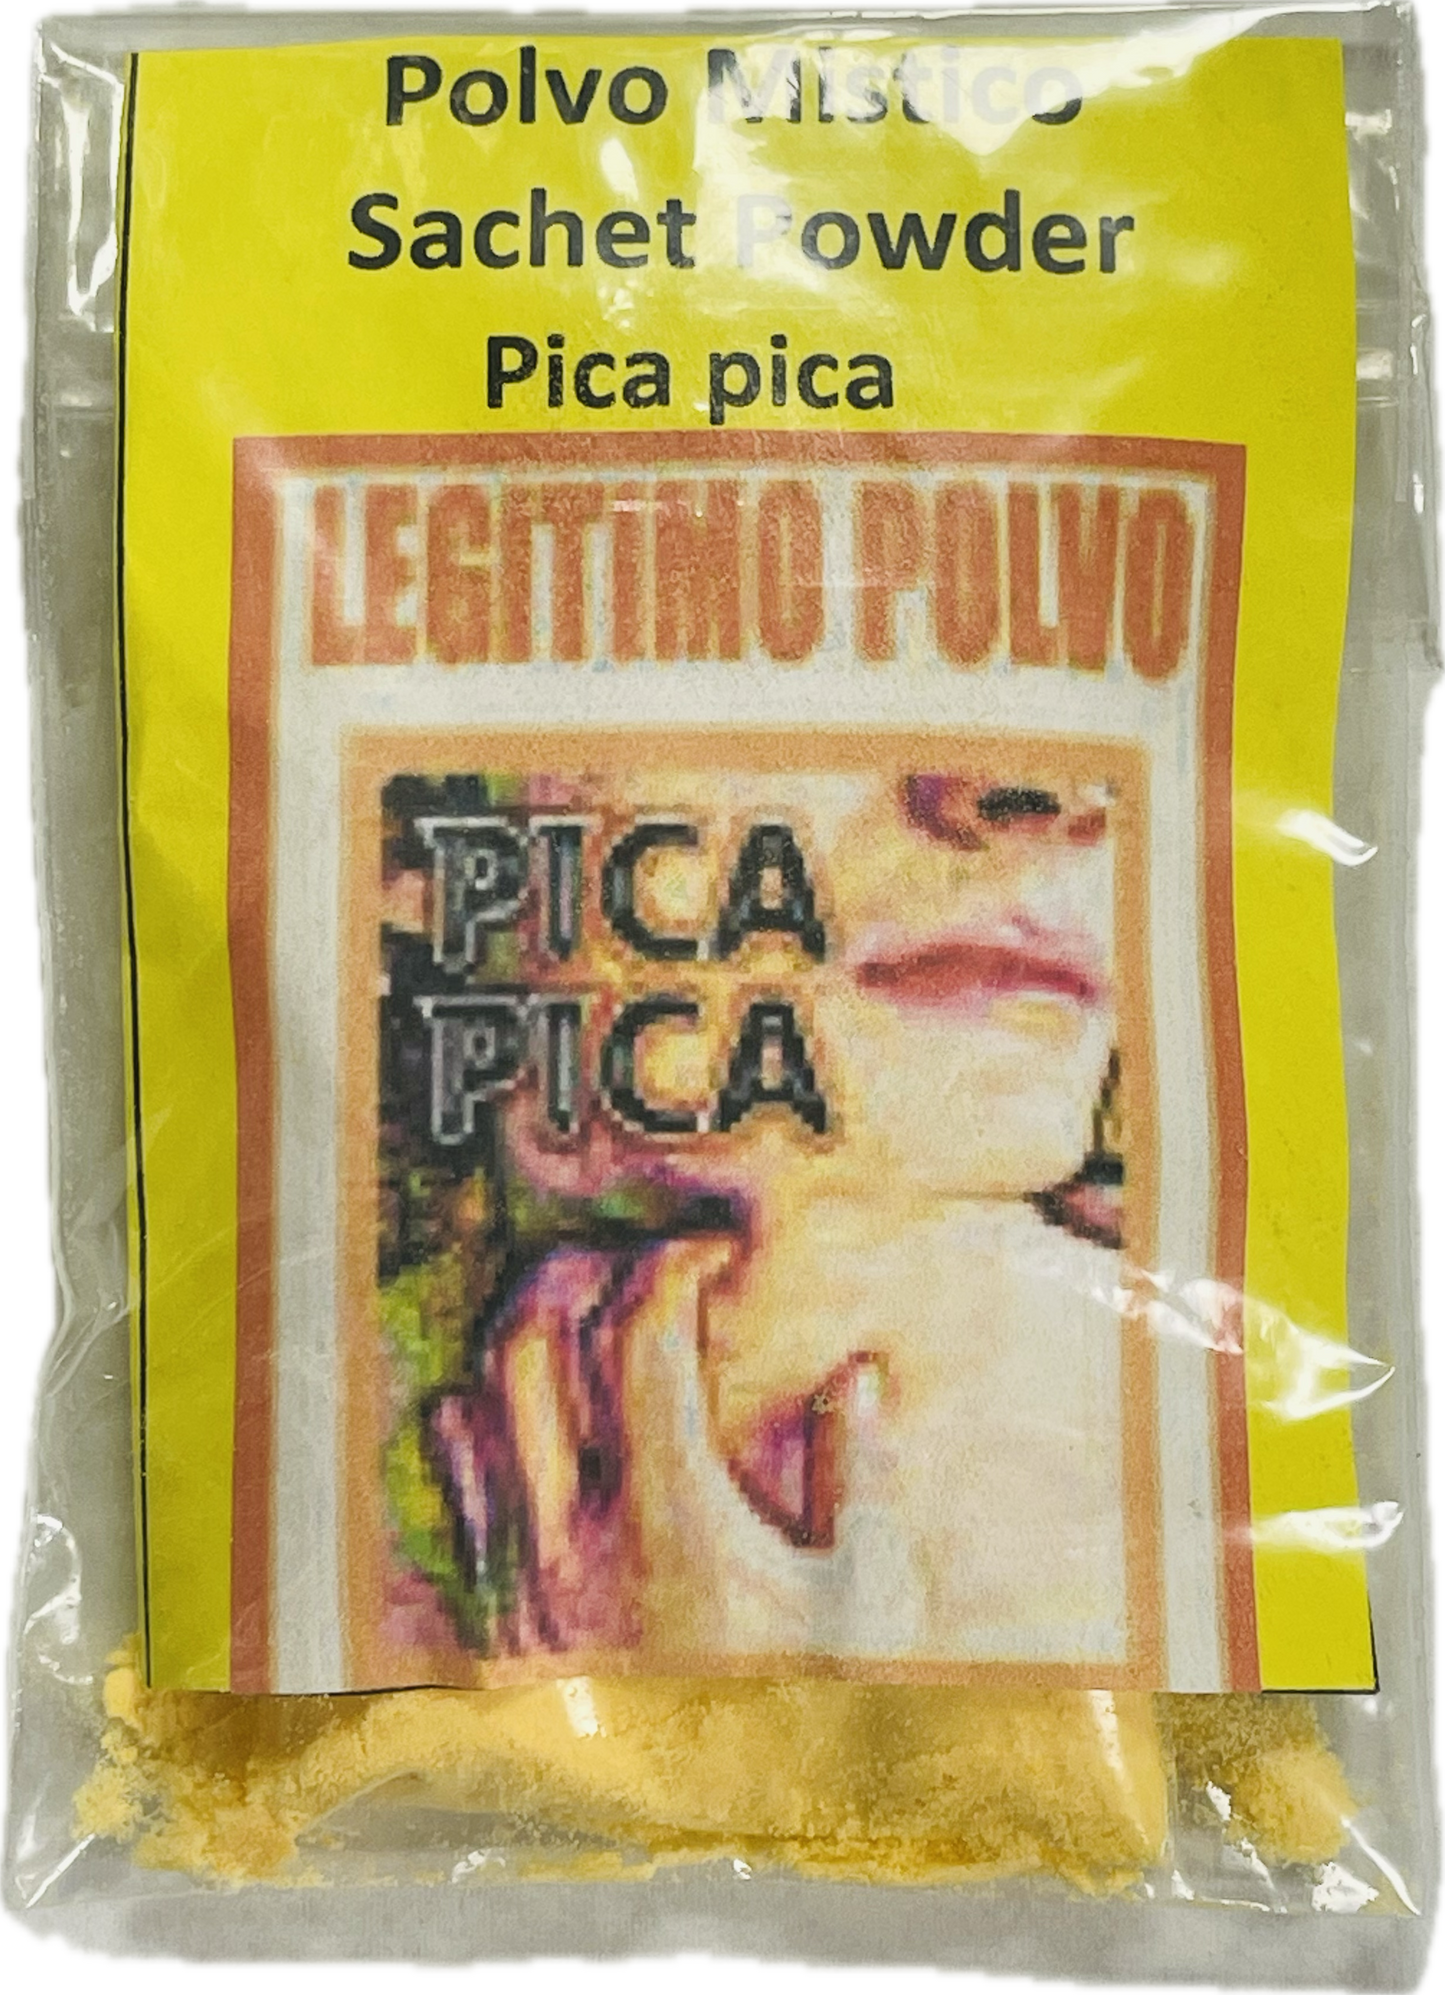 Polvo Mistico
Sachet Powder
Pica pica
LEGITIMO POLVO
PICA
PICA